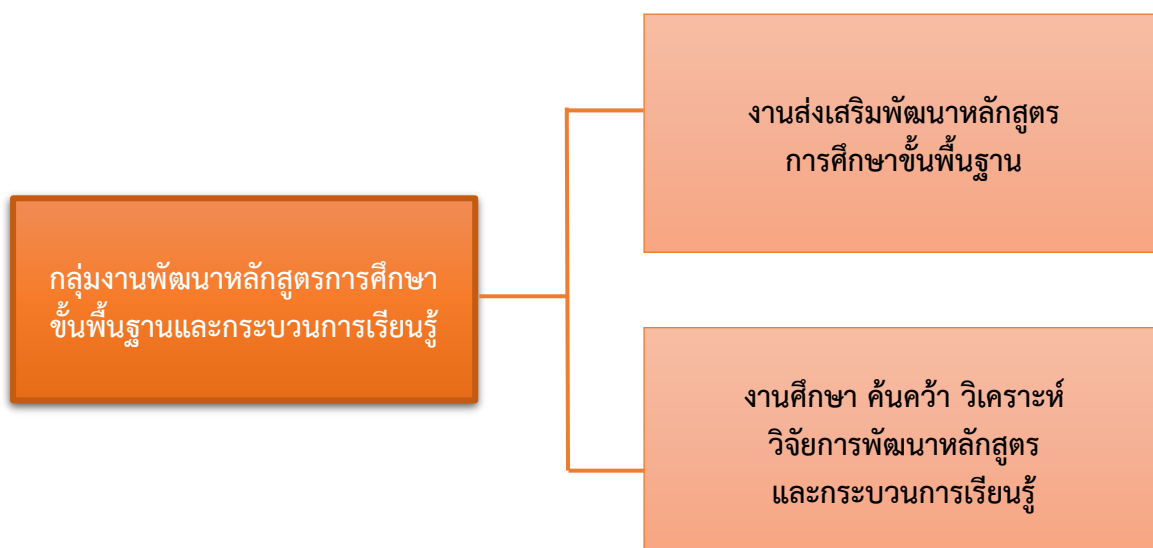 กลุ่มงานพัฒนาหลักสูตรการศึกษา
ขั้นพื้นฐานและกระบวนการเรียนรู้
งานส่งเสริมพัฒนาหลักสูตร
การศึกษาขั้นพื้นฐาน
งานศึกษา ค้นคว้า วิเคราะห์
วิจัยการพัฒนาหลักสูตร
และกระบวนการเรียนรู้